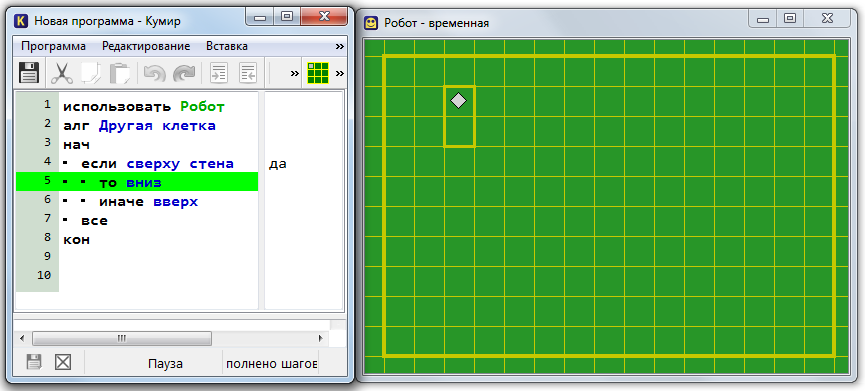 Новая программа - Кумир
Программа Редактирование Вставка »
» »
1 использовать Робот
2 алг Другая клетка
3 нач
4 если сверху стена да
5 то вниз
6 иначе вверх
7 все
8 кон
9
10
Пауза полнено шагов
Робот - временная